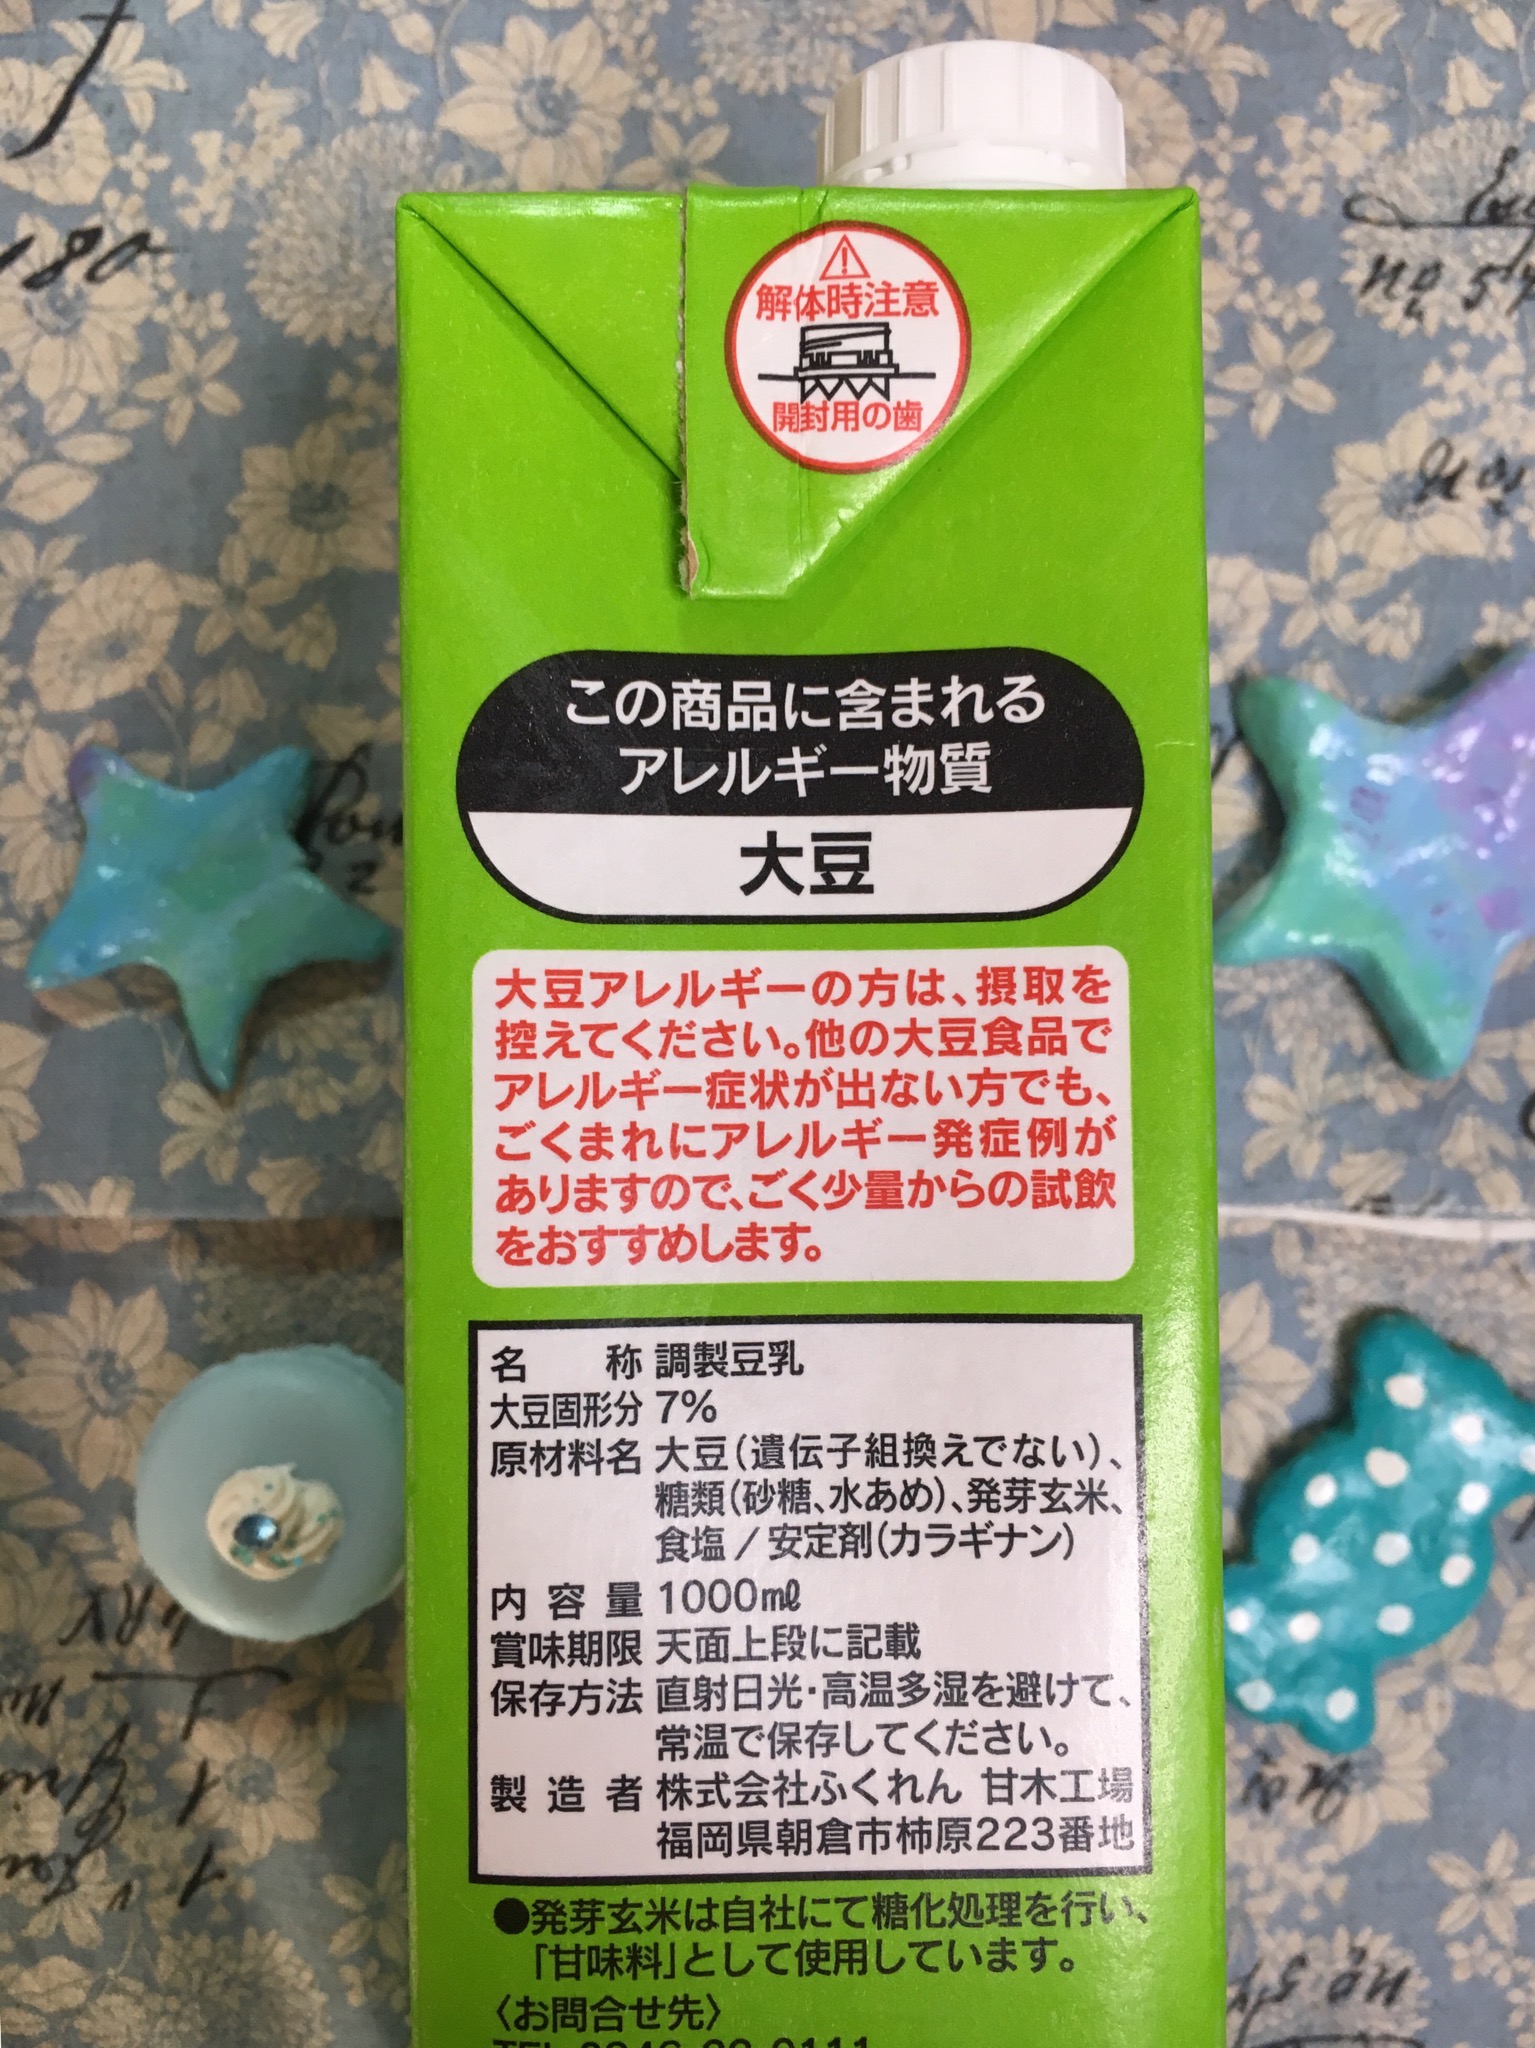 解体時注意
開封用の歯
この商品に含まれる
アレルギー物質
大豆
大豆アレルギーの方は、摂取を
控えてください。他の大豆食品で
アレルギー症状が出ない方でも、
ごくまれにアレルギー発症例が
ありますので、ごく少量からの試飲
をおすすめします。
名称 調製豆乳
大豆固形分 7%
原材料名 大豆(遺伝子組換えでない)、
糖類(砂糖、水あめ)、発芽玄米、
食塩/安定剤(カラギナン)
内容量 1000mℓ
賞味期限 天面上段に記載
保存方法 直射日光・高温多湿を避けて、
常温で保存してください。
製造者 株式会社ふくれん 甘木工場
福岡県朝倉市柿原223番地
●発芽玄米は自社にて糖化処理を行い、
「甘味料」として使用しています。
〈お問合せ先〉
180